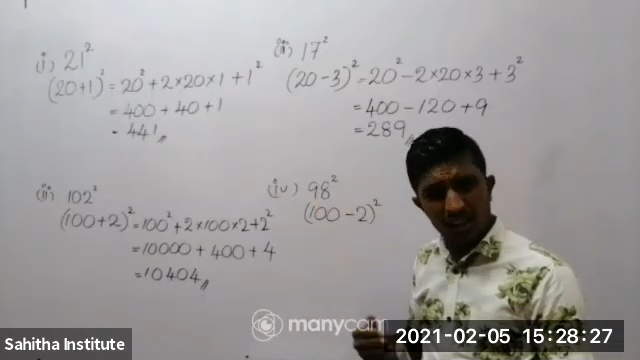 (i) 21²
(20+1)² = 20² + 2×20×1 + 1²
= 400 + 40 + 1
= 441
(ii) 17²
(20 - 3)² = 20² - 2×20×3 + 3²
= 400 - 120 + 9
= 289
(ii) 102²
(100+2)² = 100² + 2×100×2 + 2²
= 10000 + 400 + 4
= 10404
(iv) 98²
(100 - 2)²
manycam
Sahitha Institute
2021-02-05 15:28:27